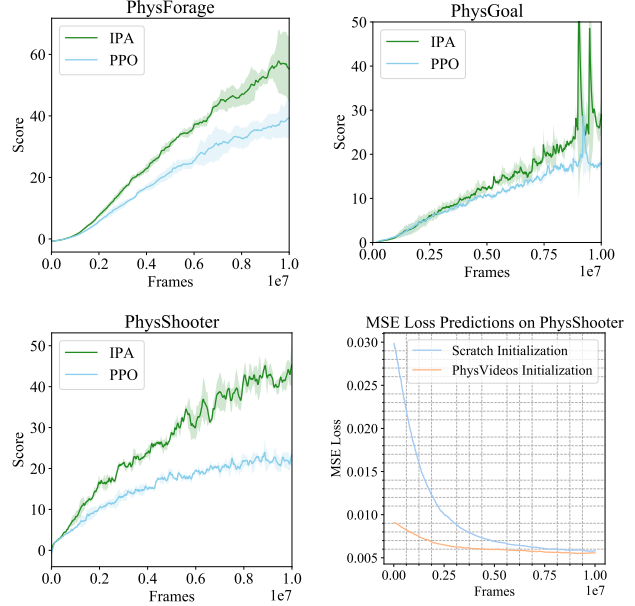 PhysForage
IPA
PPO
Score
60
40
20
0
0.0 0.2 0.4 0.6 0.8 1.0
Frames
1e7
PhysGoal
IPA
PPO
Score
50
40
30
20
10
0
0.0 0.25 0.50 0.75 1.00
Frames
1e7
PhysShooter
IPA
PPO
Score
50
40
30
20
10
0
0.0 0.2 0.4 0.6 0.8 1.0
Frames
1e7
MSE Loss Predictions on PhysShooter
Scratch Initialization
PhysVideos Initialization
MSE Loss
0.030
0.025
0.020
0.015
0.010
0.005
0.00 0.25 0.50 0.75 1.00
Frames
1e7